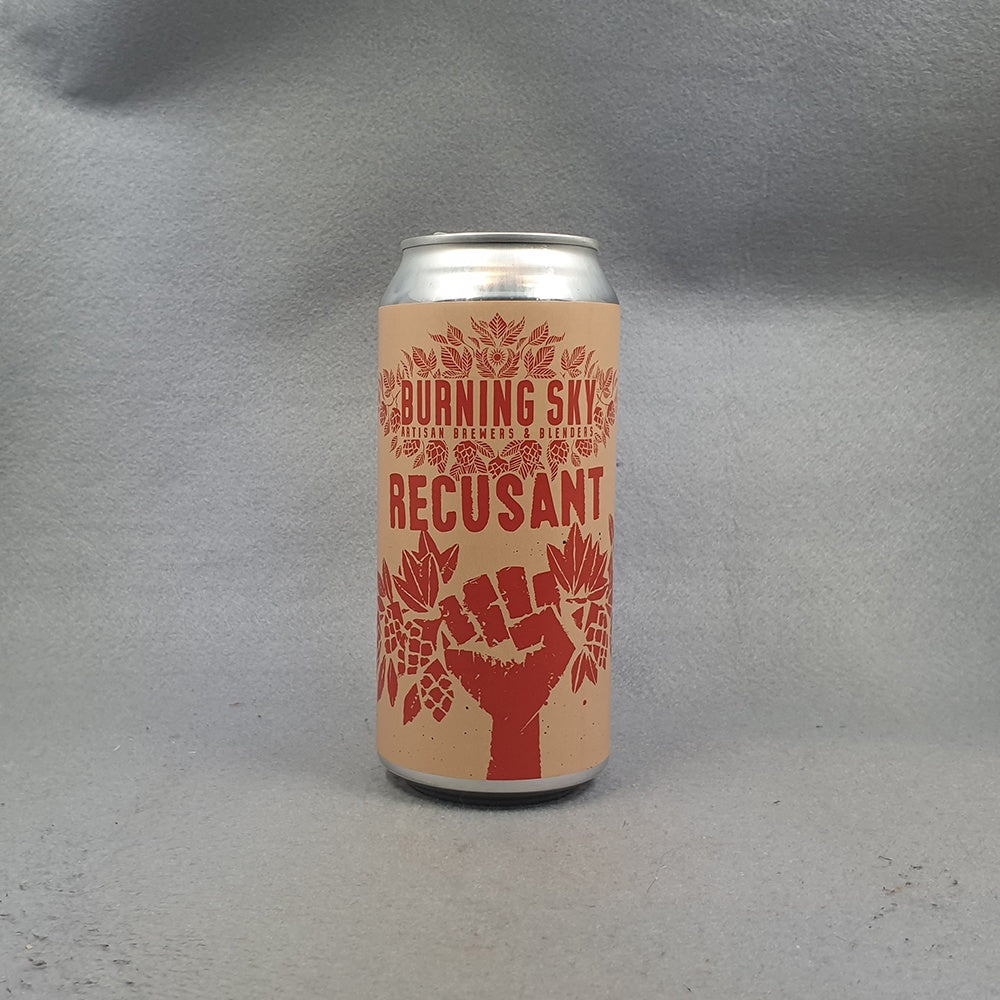 BURNING SKY
ARTISAN BREWERS & BLENDERS
RECUSANT